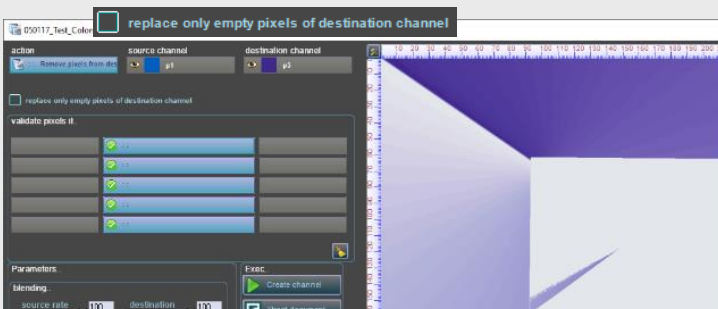 replace only empty pixels of destination channel
050117_Test_Color
action
source channel
destination channel
Remove pixels from des
p1
p5
replace only empty pixels of destination channel
validate pixels if..
Parameters..
Exec..
blending..
Create channel
source rate
100
destination
100
10 20 30 40 50 60 70 80 90 100 110 120 130 140 150 160 170 180 190 200